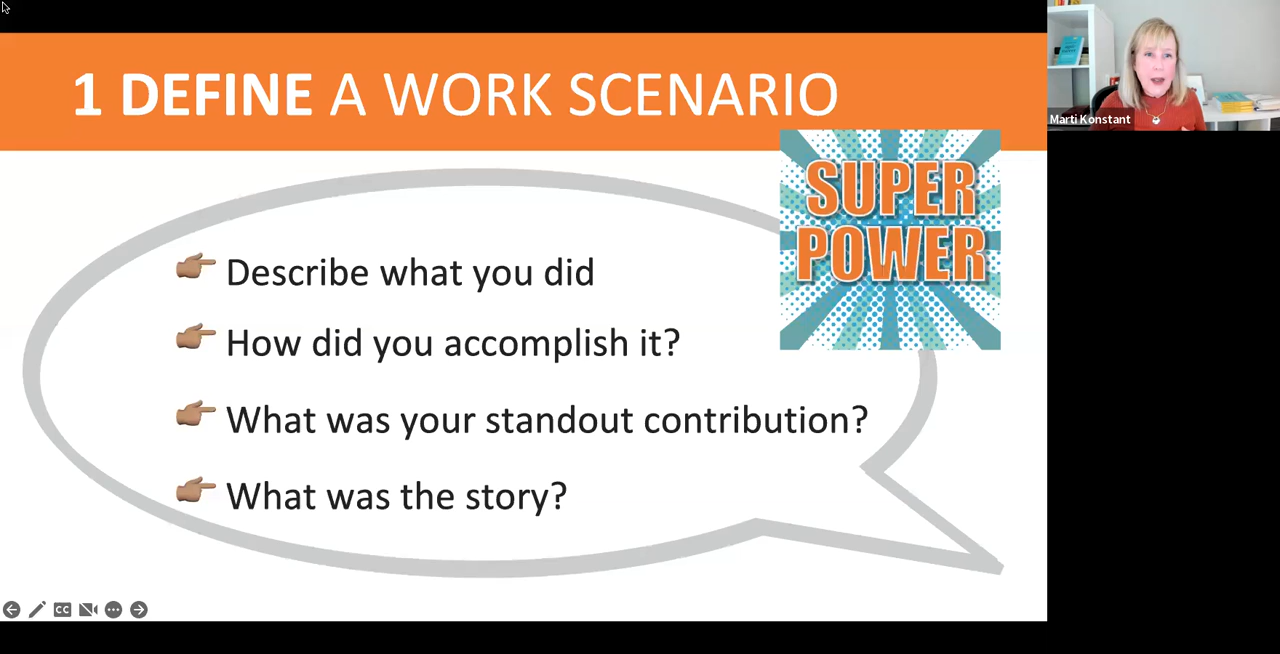 1 DEFINE A WORK SCENARIO
SUPER
POWER
Describe what you did
How did you accomplish it?
What was your standout contribution?
What was the story?
Marti Konstant
CC